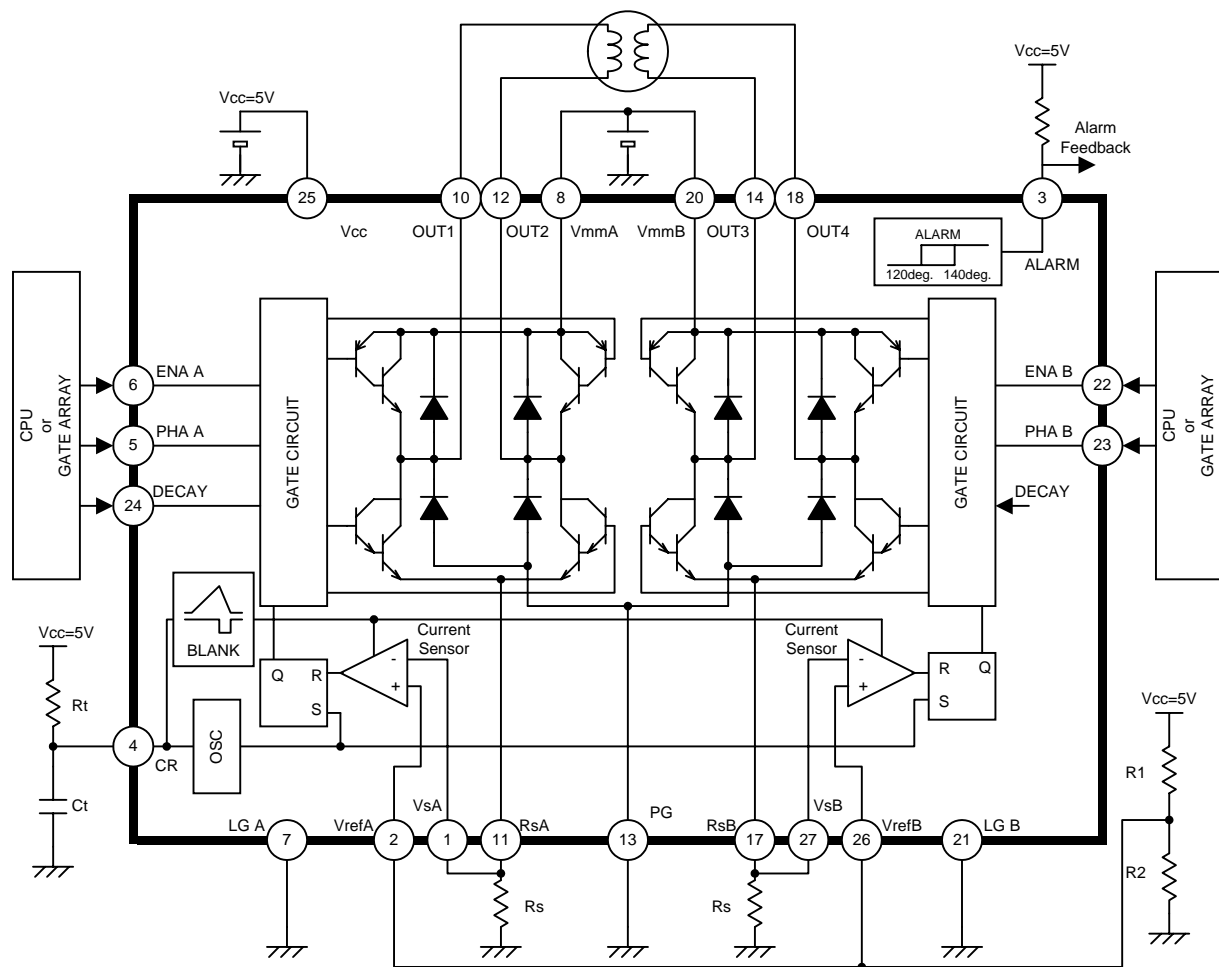 Vcc=5V
Vcc=5V
Alarm
Feedback
25
10
12
8
20
14
18
3
Vcc
OUT1
OUT2
VmmA
VmmB
OUT3
OUT4
ALARM
120deg.
140deg.
ALARM
CPU
or
GATE ARRAY
6
ENA A
5
PHA A
24
DECAY
GATE CIRCUIT
GATE CIRCUIT
ENA B
22
PHA B
23
DECAY
CPU
or
GATE ARRAY
BLANK
Current
Sensor
Current
Sensor
-
+
-
+
Q
R
S
R
Q
S
Vcc=5V
Rt
4
CR
OSC
Ct
Vcc=5V
R1
R2
LG A
VrefA
VsA
RsA
PG
RsB
VsB
VrefB
LG B
7
2
1
11
13
17
27
26
21
Rs
Rs